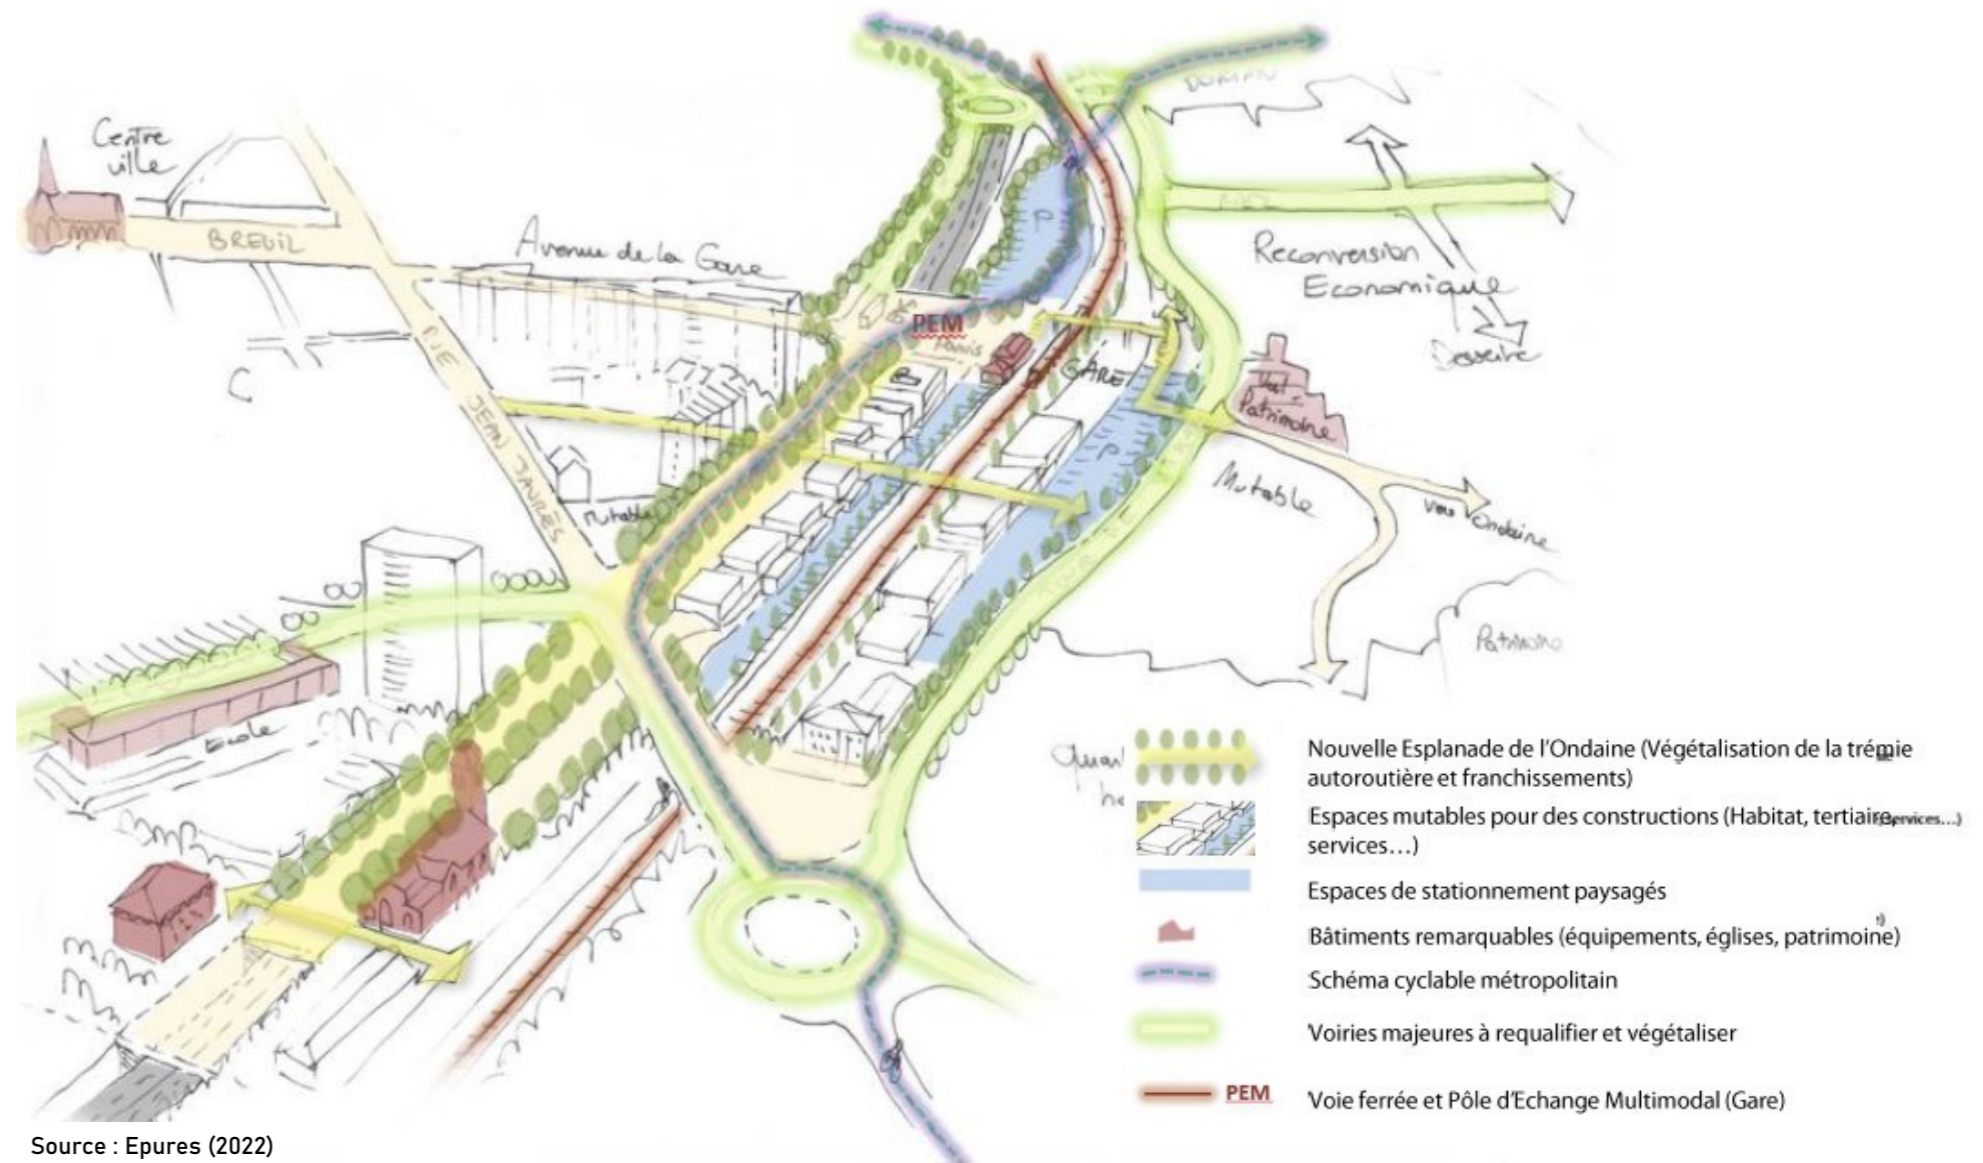 Centre
ville
BREUIL
Avenue de la Gare
RUE
JEAN JAURÈS
PEM
Parvis
GARE
P
P
Reconversion
Economique
Desserte
Patrimoine
Mutable
Mutable
Vers Ondaine
Patrimoine
Ecole
Nouvelle Esplanade de l'Ondaine (Végétalisation de la trémie
autoroutière et franchissements)
Espaces mutables pour des constructions (Habitat, tertiaire,
services…)
Espaces de stationnement paysagés
Bâtiments remarquables (équipements, églises, patrimoine)
Schéma cyclable métropolitain
Voiries majeures à requalifier et végétaliser
PEM
Voie ferrée et Pôle d'Echange Multimodal (Gare)
Source : Epures (2022)